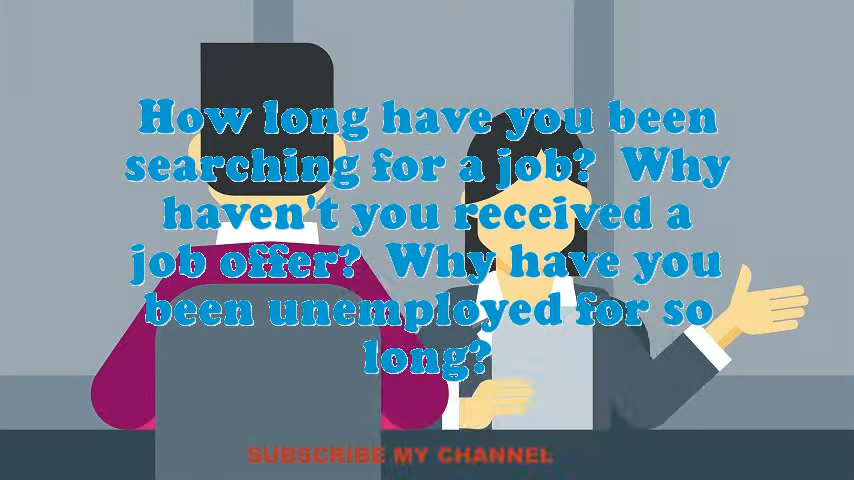 How long have you been
searching for a job? Why
haven't you received a
job offer? Why have you
been unemployed for so
long?
SUBSCRIBE MY CHANNEL